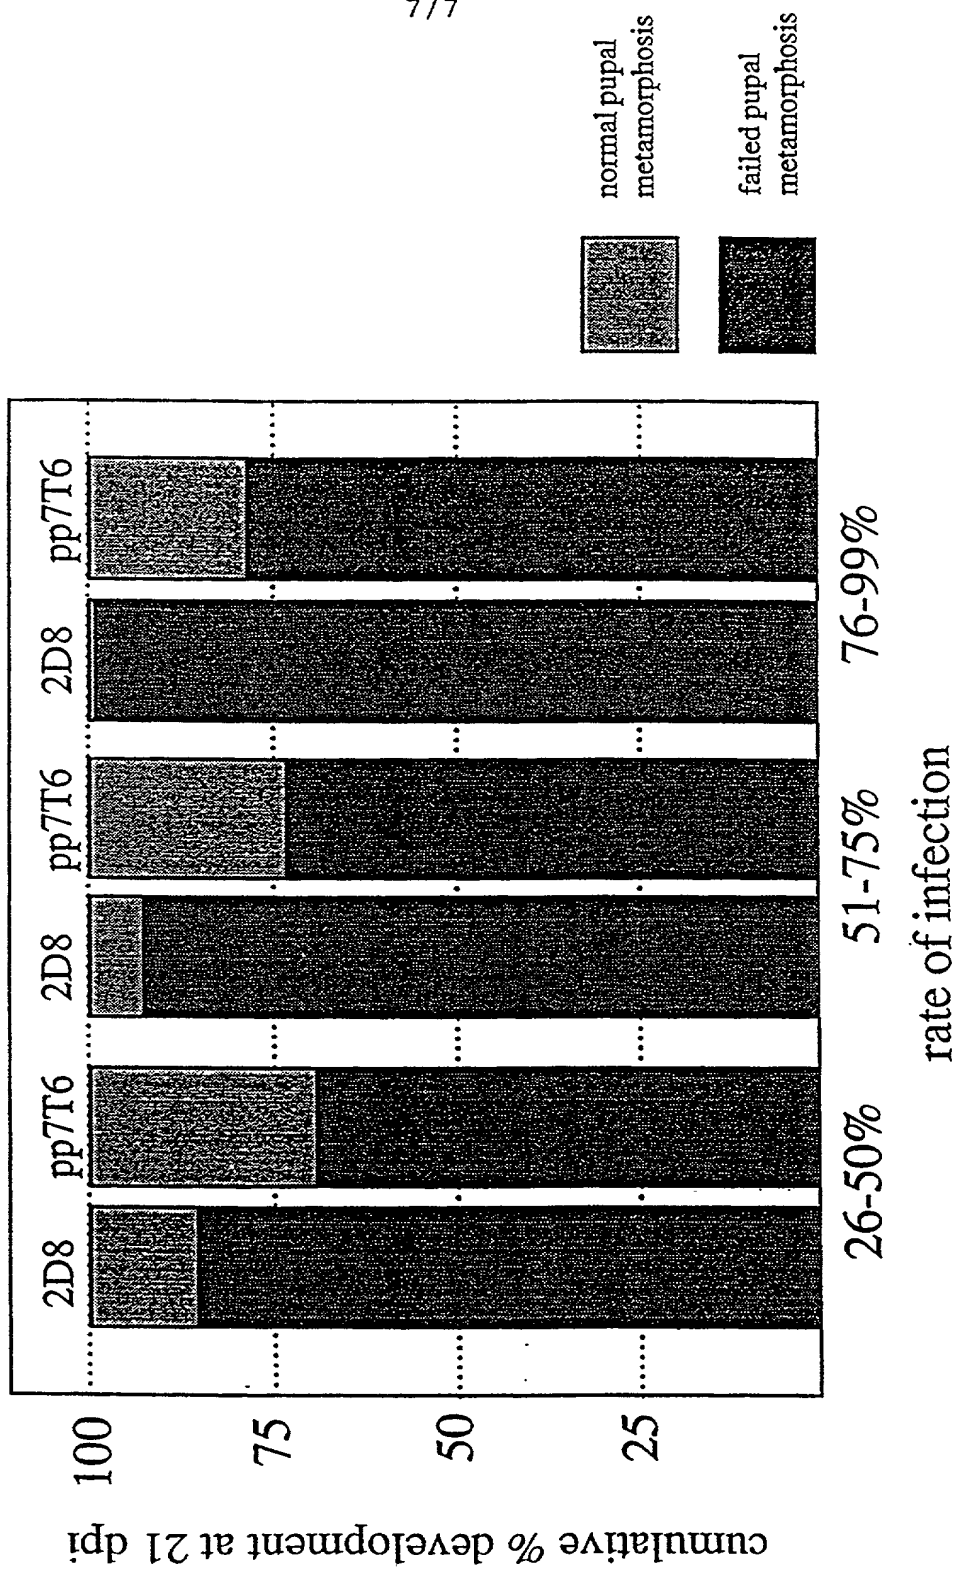 7/7
cumulative % development at 21 dpi
100
75
50
25
2D8
pp7T6
2D8
pp7T6
2D8
pp7T6
26-50%
51-75%
76-99%
rate of infection
normal pupal
metamorphosis
failed pupal
metamorphosis